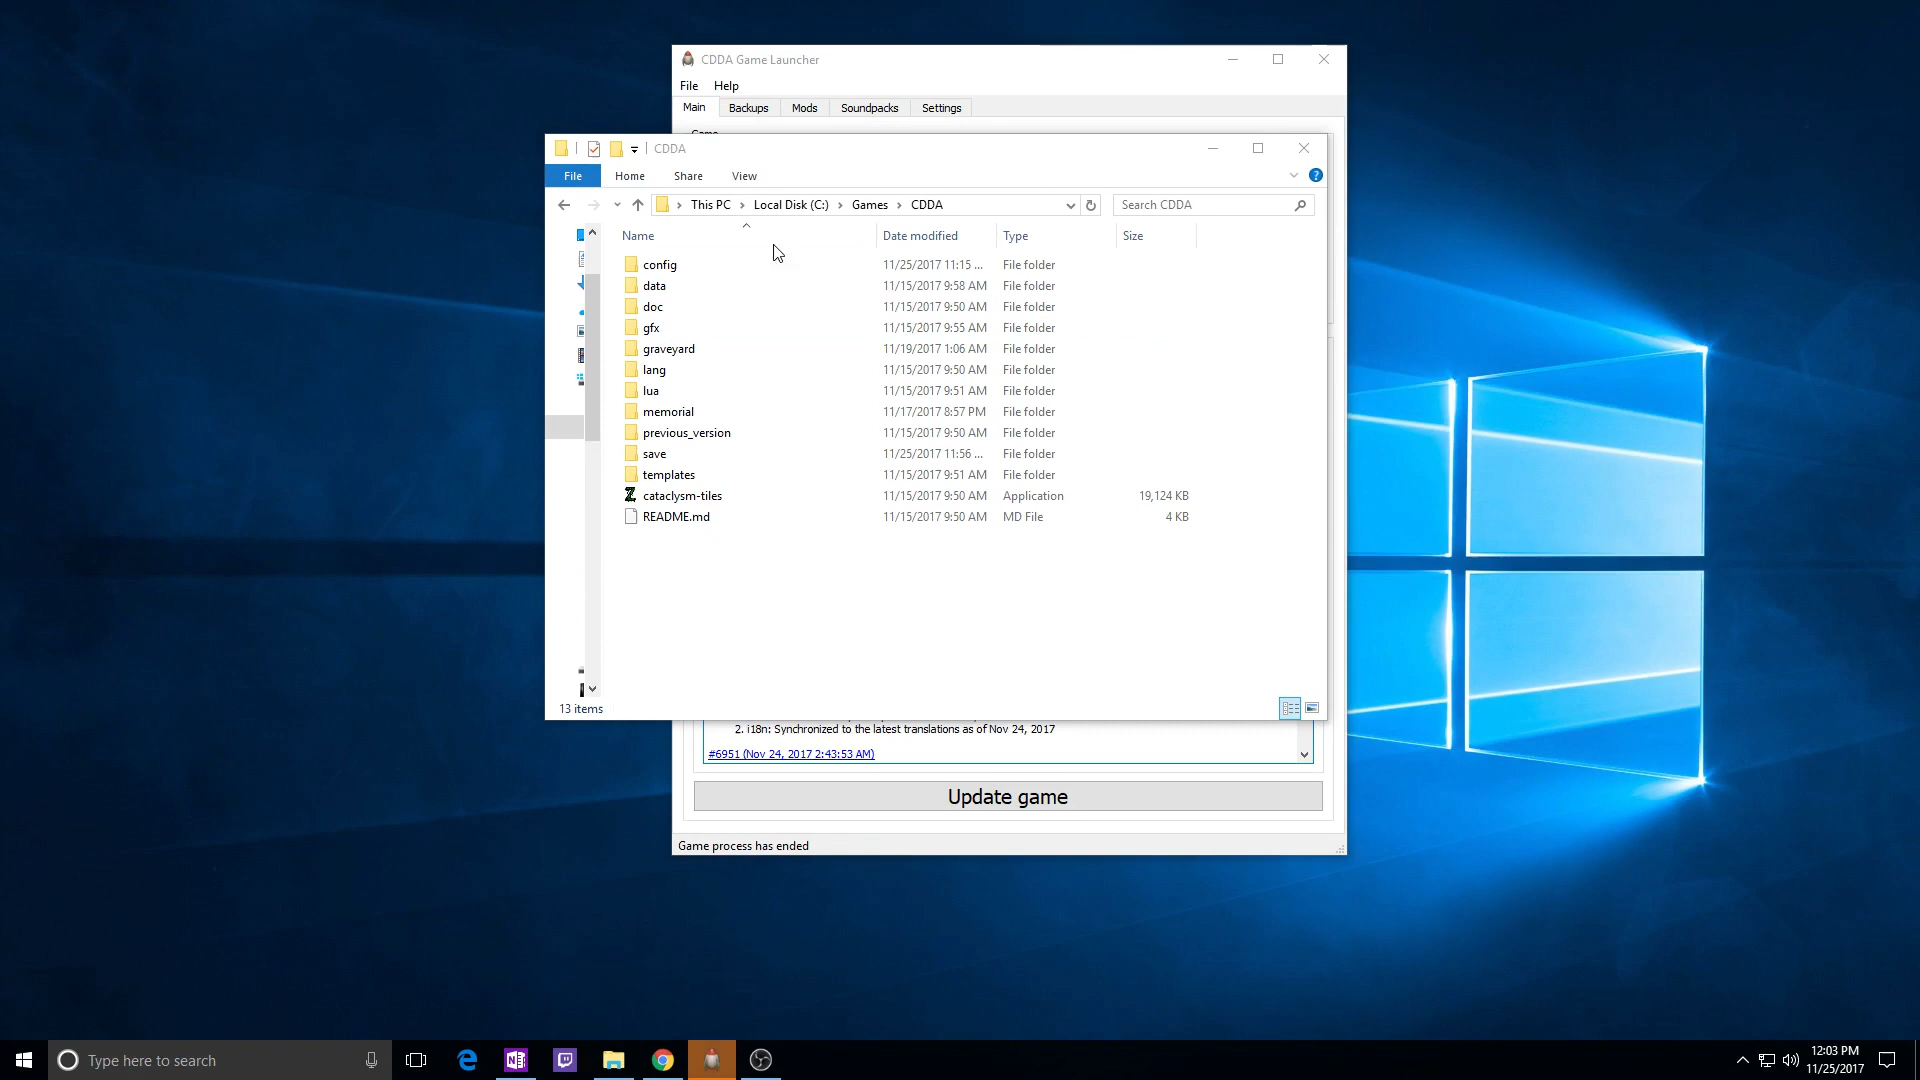 CDDA Game Launcher
File Help
Main Backups Mods Soundpacks Settings
CDDA
File Home Share View
This PC Local Disk (C:) Games CDDA
Search CDDA
Name Date modified Type Size
config 11/25/2017 11:15 ... File folder
data 11/15/2017 9:58 AM File folder
doc 11/15/2017 9:50 AM File folder
gfx 11/15/2017 9:55 AM File folder
graveyard 11/19/2017 1:06 AM File folder
lang 11/15/2017 9:50 AM File folder
lua 11/15/2017 9:51 AM File folder
memorial 11/17/2017 8:57 PM File folder
previous_version 11/15/2017 9:50 AM File folder
save 11/25/2017 11:56 ... File folder
templates 11/15/2017 9:51 AM File folder
cataclysm-tiles 11/15/2017 9:50 AM Application 19,124 KB
README.md 11/15/2017 9:50 AM MD File 4 KB
13 items
2. i18n: Synchronized to the latest translations as of Nov 24, 2017
#6951 (Nov 24, 2017 2:43:53 AM)
Update game
Game process has ended
Type here to search
12:03 PM
11/25/2017